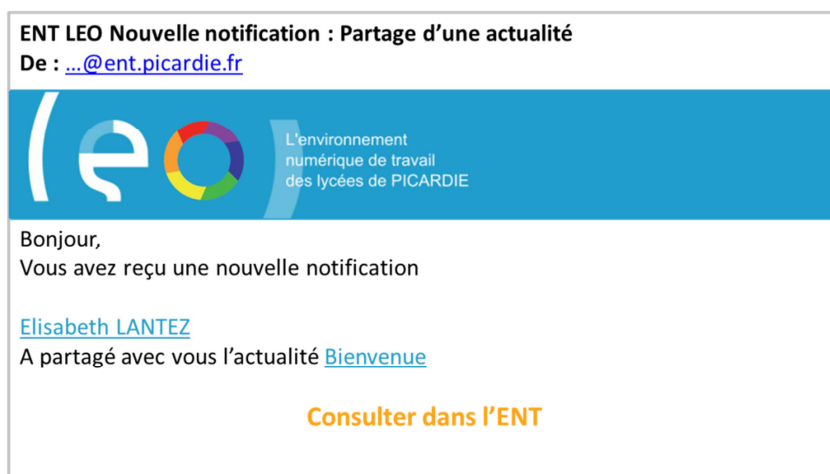 ENT LEO Nouvelle notification : Partage d’une actualité
De : ...@ent.picardie.fr
(leo)
L'environnement
numérique de travail
des lycées de PICARDIE
Bonjour,
Vous avez reçu une nouvelle notification
Elisabeth LANTEZ
A partagé avec vous l’actualité Bienvenue
Consulter dans l’ENT